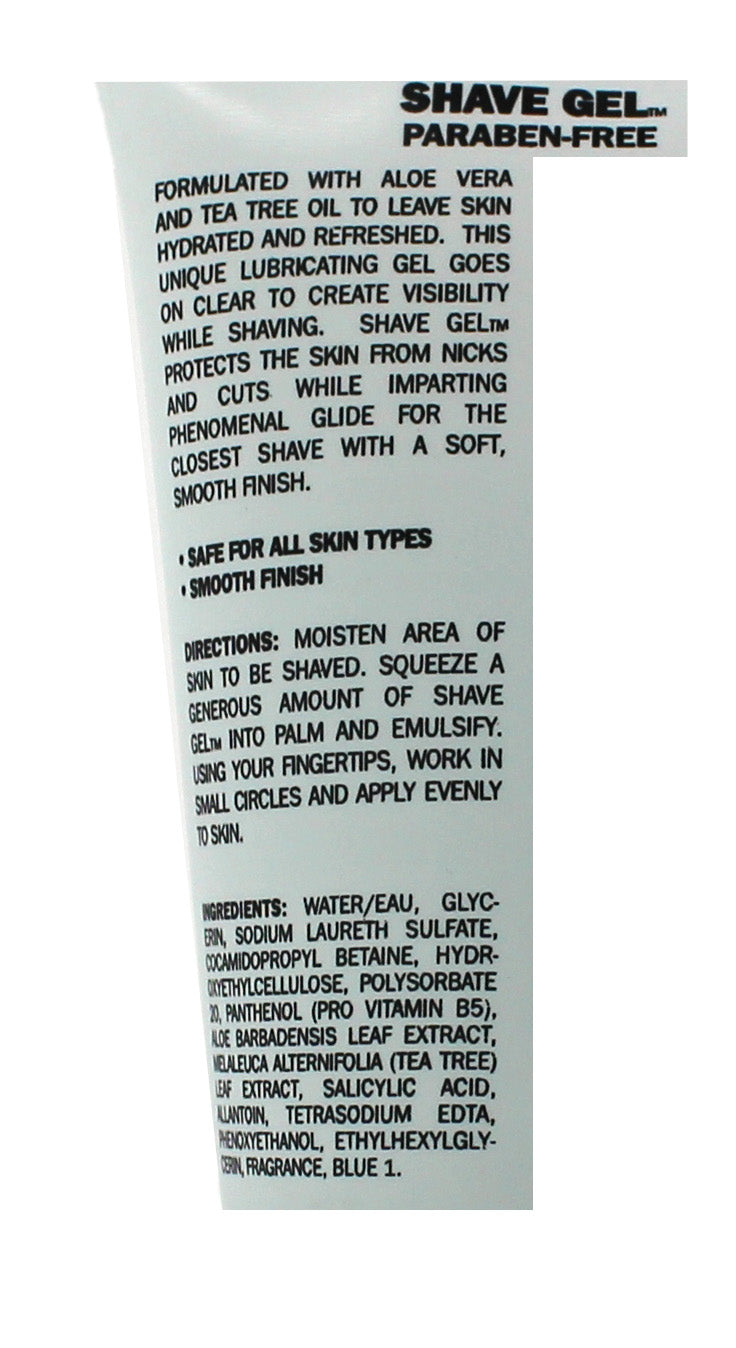 SHAVE GEL™
PARABEN-FREE
FORMULATED WITH ALOE VERA
AND TEA TREE OIL TO LEAVE SKIN
HYDRATED AND REFRESHED. THIS
UNIQUE LUBRICATING GEL GOES
ON CLEAR TO CREATE VISIBILITY
WHILE SHAVING. SHAVE GEL™
PROTECTS THE SKIN FROM NICKS
AND CUTS WHILE IMPARTING
PHENOMENAL GLIDE FOR THE
CLOSEST SHAVE WITH A SOFT,
SMOOTH FINISH.
• SAFE FOR ALL SKIN TYPES
• SMOOTH FINISH
DIRECTIONS: MOISTEN AREA OF
SKIN TO BE SHAVED. SQUEEZE A
GENEROUS AMOUNT OF SHAVE
GEL™ INTO PALM AND EMULSIFY.
USING YOUR FINGERTIPS, WORK IN
SMALL CIRCLES AND APPLY EVENLY
TO SKIN.
INGREDIENTS: WATER/EAU, GLYC-
ERIN, SODIUM LAURETH SULFATE,
COCAMIDOPROPYL BETAINE, HYDR-
OXYETHYLCELLULOSE, POLYSORBATE
20, PANTHENOL (PRO VITAMIN B5),
ALOE BARBADENSIS LEAF EXTRACT,
MELALEUCA ALTERNIFOLIA (TEA TREE)
LEAF EXTRACT, SALICYLIC ACID,
ALLANTOIN, TETRASODIUM EDTA,
PHENOXYETHANOL, ETHYLHEXYLGLY-
CERIN, FRAGRANCE, BLUE 1.